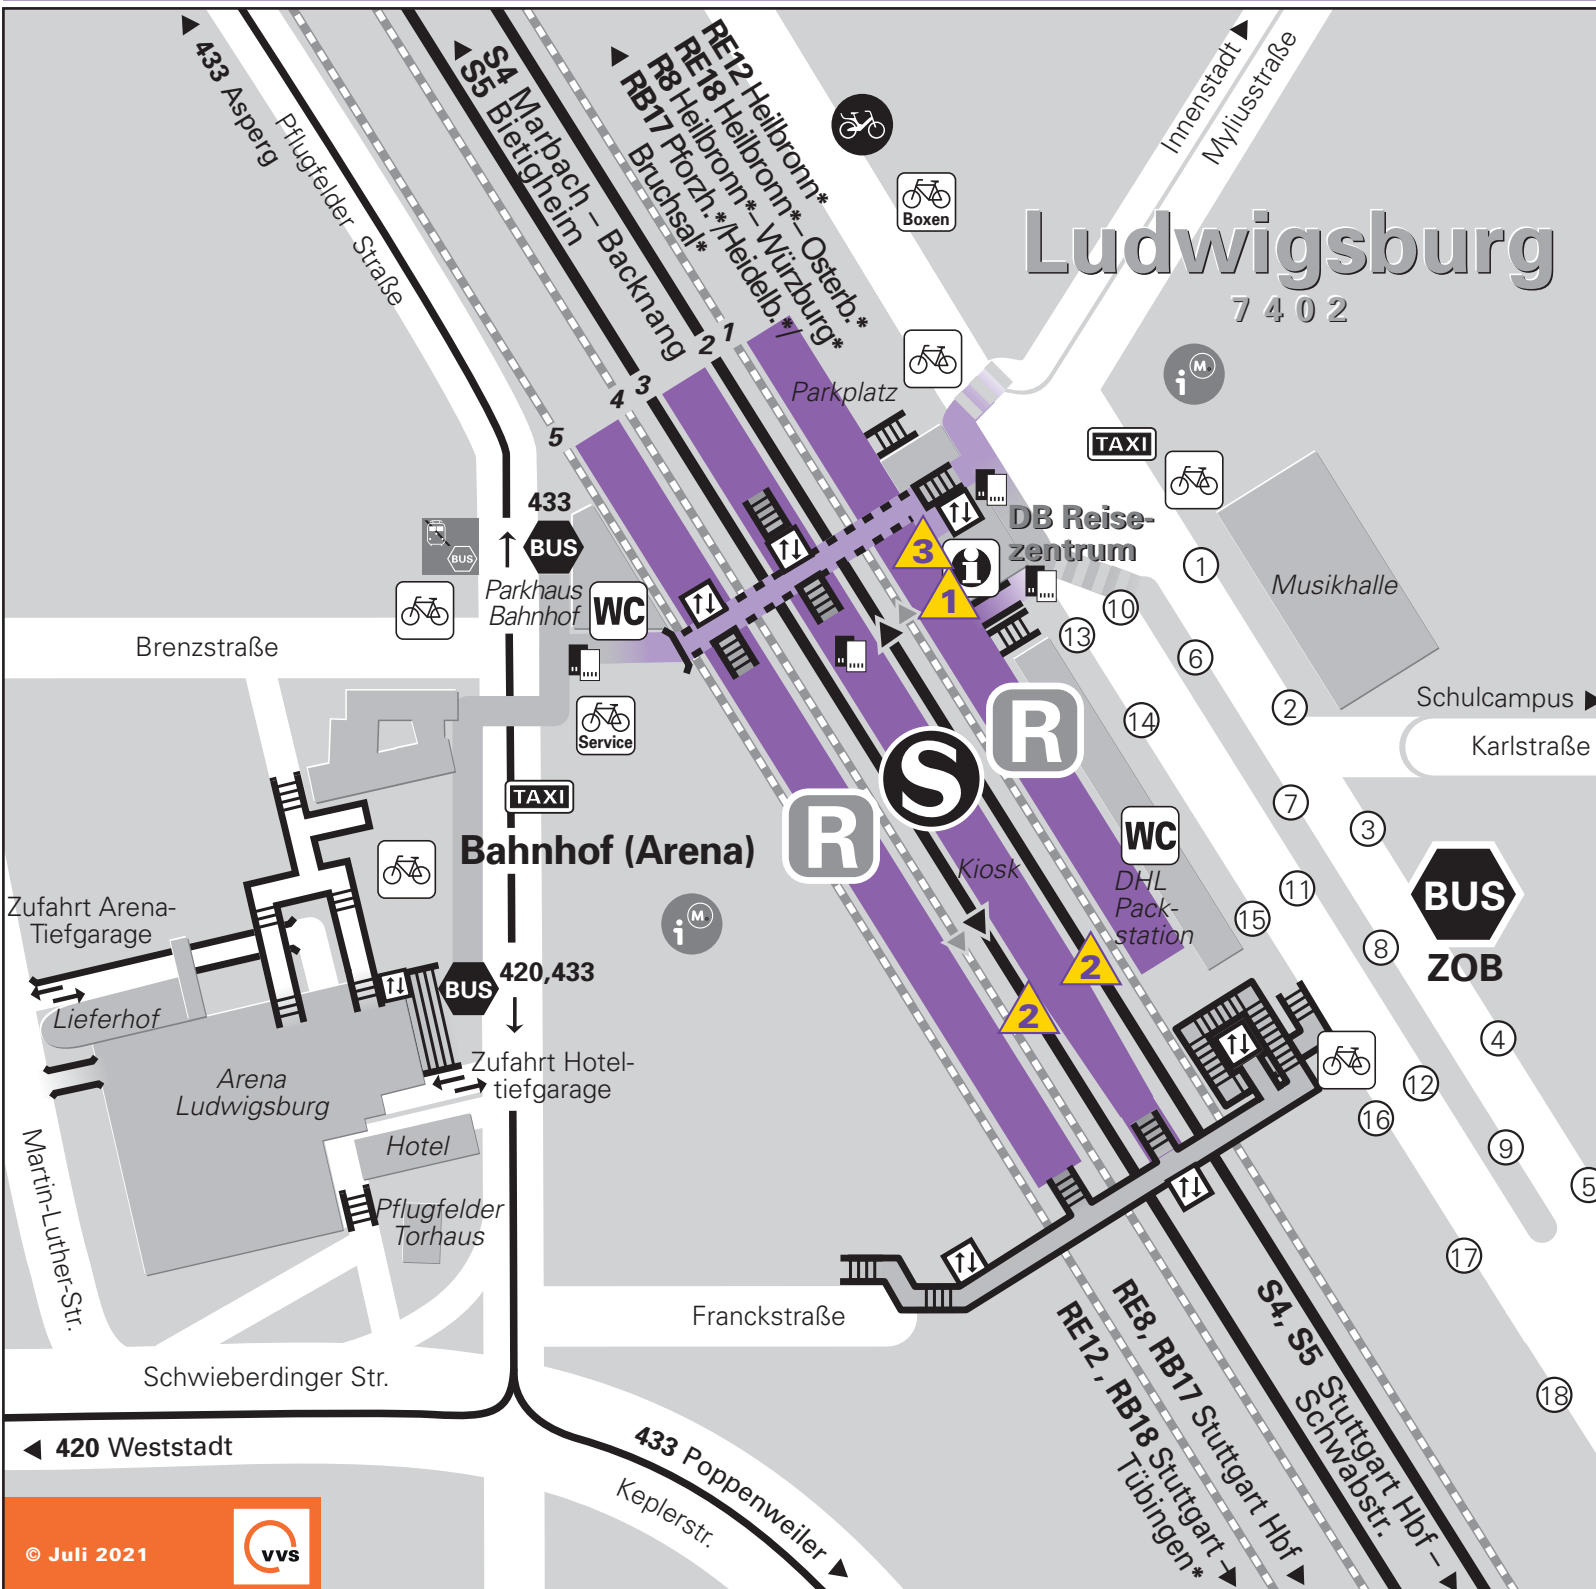 433 Asperg
Pflugfelder Straße
S4 Marbach – Backnang
S5 Bietigheim
RE12 Heilbronn*
RE18 Heilbronn*–Osterb.*
R8 Heilbronn*–Würzburg*
RB17 Pforzh.*/Heidelb.*/
Bruchsal*
Innenstadt
Myliusstraße
Boxen
Ludwigsburg
7402
i M.
1
2
3
4
5
Parkplatz
TAXI
433
BUS
BUS
Parkhaus
Bahnhof
WC
Brenzstraße
Service
DB Reise-
zentrum
3
i
1
Musikhalle
1
10
13
6
2
14
Schulcampus
Karlstraße
7
3
R
S
R
TAXI
Bahnhof (Arena)
i M.
Kiosk
WC
DHL
Pack-
station
11
15
8
BUS
ZOB
2
2
4
12
16
9
5
17
18
Zufahrt Arena-
Tiefgarage
Lieferhof
BUS
420,433
Zufahrt Hotel-
tiefgarage
Arena
Ludwigsburg
Hotel
Pflugfelder
Torhaus
Martin-Luther-Str.
Franckstraße
Schwieberdinger Str.
420 Weststadt
433 Poppenweiler
Keplerstr.
RE12 , RB18 Stuttgart –
Tübingen*
RE8, RB17 Stuttgart Hbf
S4, S5 Stuttgart Hbf –
Schwabstr.
© Juli 2021
VVS